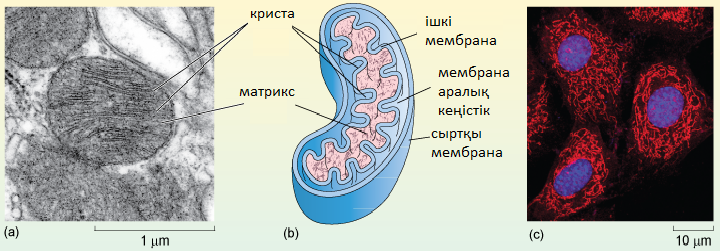 криста
матрикс
ішкі
мембрана
мембрана
аралық
кеңістік
сыртқы
мембрана
(a)
1 µm
(b)
(c)
10 µm